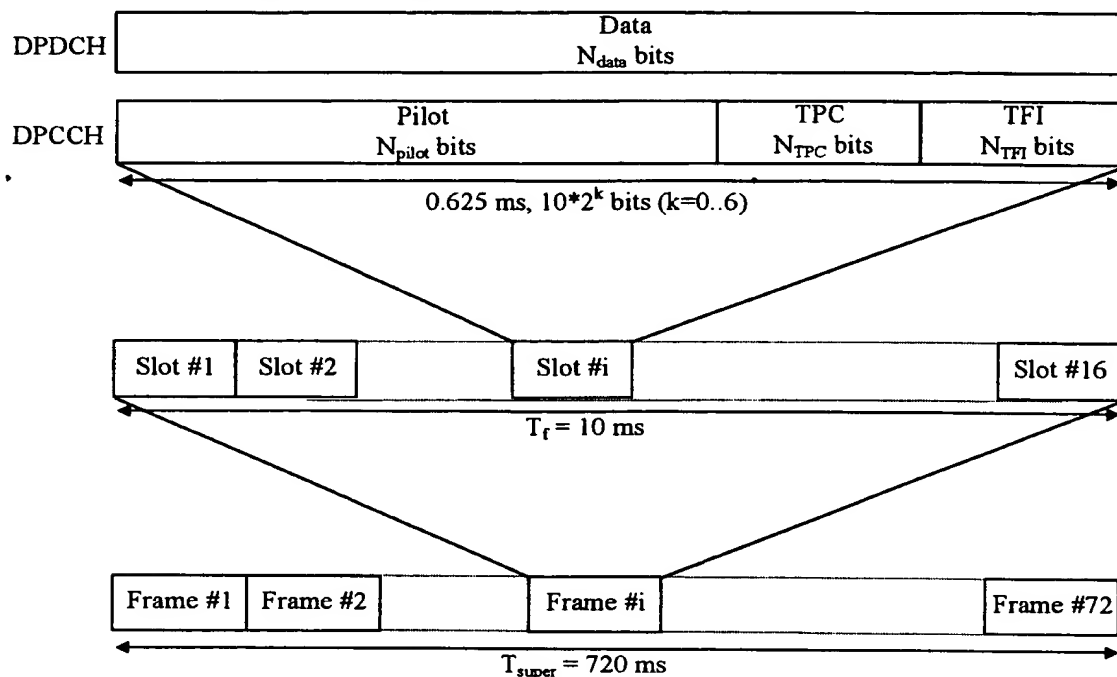 DPDCH
Data
N_data bits
DPCCH
Pilot
N_pilot bits
TPC
N_TPC bits
TFI
N_TFI bits
0.625 ms, 10*2^k bits (k=0..6)
Slot #1
Slot #2
Slot #i
Slot #16
T_f = 10 ms
Frame #1
Frame #2
Frame #i
Frame #72
T_super = 720 ms